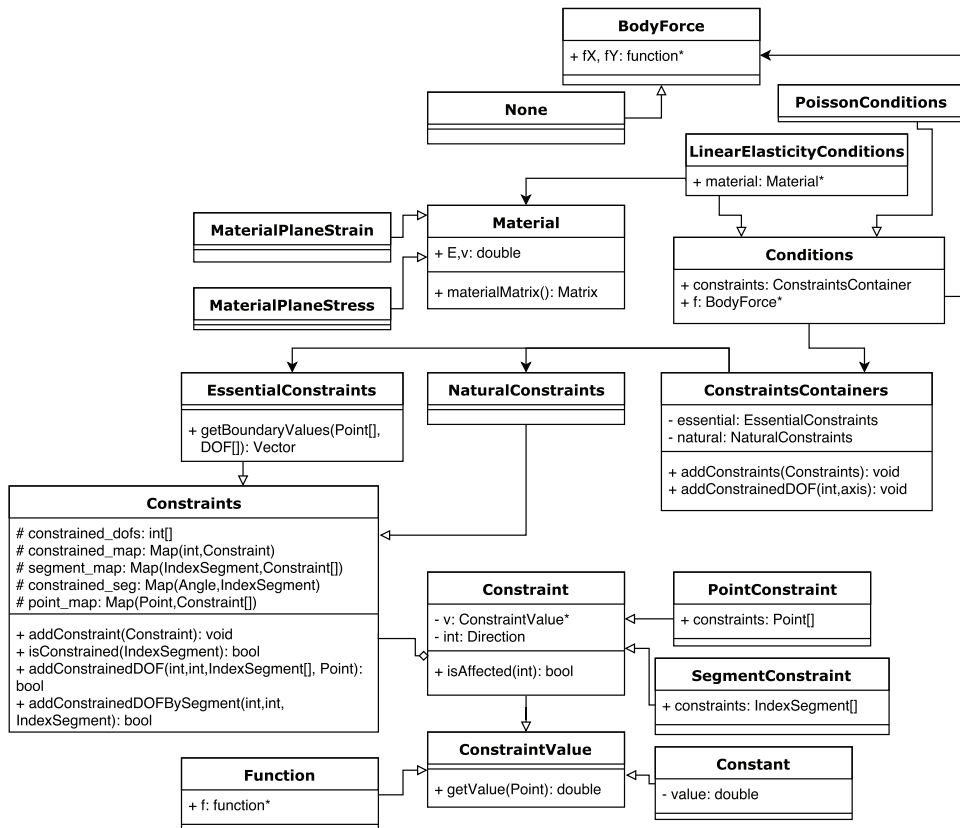 BodyForce
+ fX, fY: function*
None
PoissonConditions
LinearElasticityConditions
+ material: Material*
MaterialPlaneStrain
Material
+ E,v: double
+ materialMatrix(): Matrix
MaterialPlaneStress
Conditions
+ constraints: ConstraintsContainer
+ f: BodyForce*
EssentialConstraints
+ getBoundaryValues(Point[],
DOF[]): Vector
NaturalConstraints
ConstraintsContainers
- essential: EssentialConstraints
- natural: NaturalConstraints
+ addConstraints(Constraints): void
+ addConstrainedDOF(int,axis): void
Constraints
# constrained_dofs: int[]
# constrained_map: Map(int,Constraint)
# segment_map: Map(IndexSegment,Constraint[])
# constrained_seg: Map(Angle,IndexSegment)
# point_map: Map(Point,Constraint[])
+ addConstraint(Constraint): void
+ isConstrained(IndexSegment): bool
+ addConstrainedDOF(int,int,IndexSegment[], Point):
bool
+ addConstrainedDOFBySegment(int,int,
IndexSegment): bool
Constraint
- v: ConstraintValue*
- int: Direction
+ isAffected(int): bool
PointConstraint
+ constraints: Point[]
SegmentConstraint
+ constraints: IndexSegment[]
ConstraintValue
+ getValue(Point): double
Function
+ f: function*
Constant
- value: double